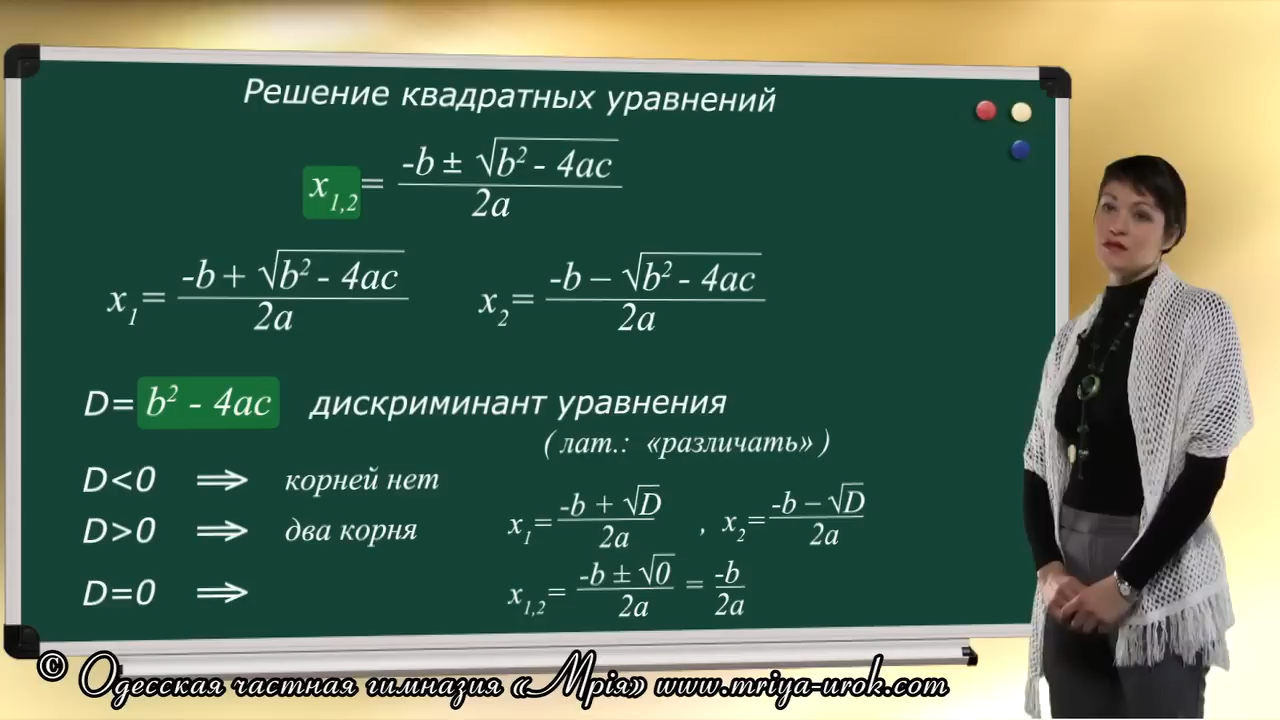 Решение квадратных уравнений
x₁,₂ = (-b ± √(b² - 4ac)) / 2a
x₁ = (-b + √(b² - 4ac)) / 2a    x₂ = (-b – √(b² - 4ac)) / 2a
D= b² - 4ac дискриминант уравнения
( лат.: «различать» )
D<0 ⇒ корней нет
D>0 ⇒ два корня x₁ = (-b + √D) / 2a , x₂ = (-b – √D) / 2a
D=0 ⇒ x₁,₂ = (-b ± √0) / 2a = -b / 2a
© Одесская частная гимназия «Мрія» www.mriya-urok.com